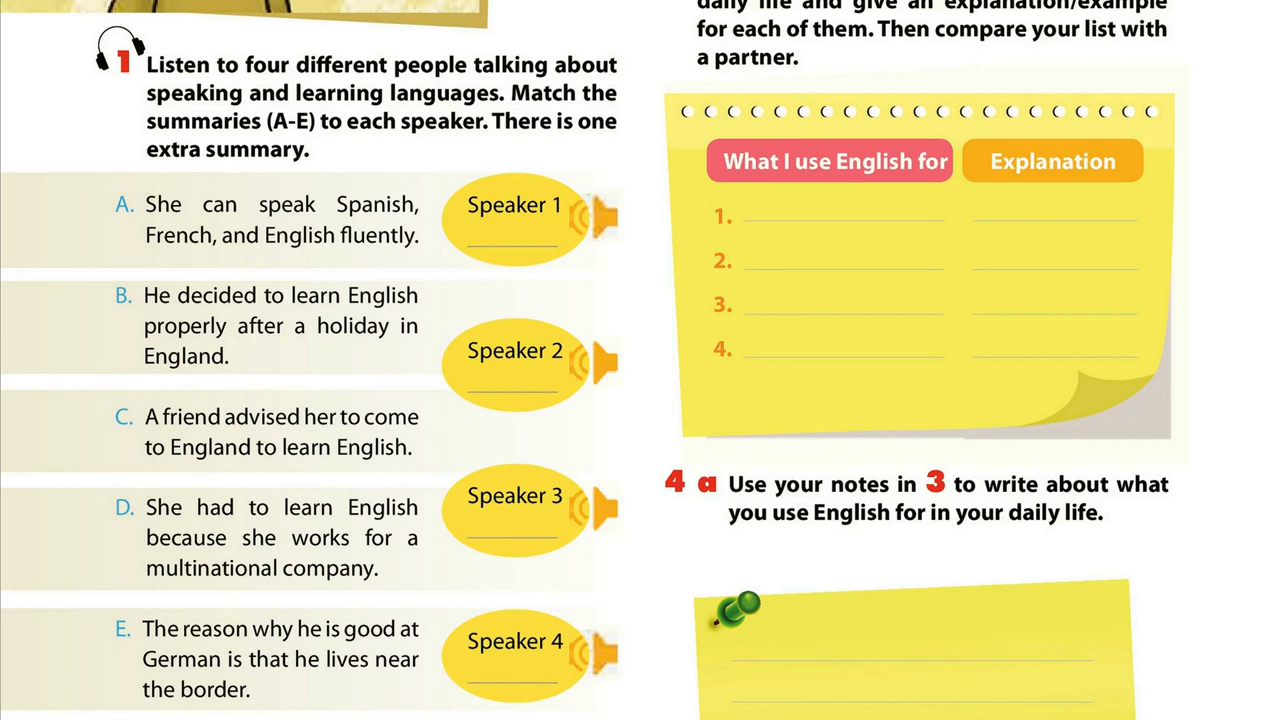 1 Listen to four different people talking about
speaking and learning languages. Match the
summaries (A-E) to each speaker. There is one
extra summary.
A. She can speak Spanish,
French, and English fluently.
B. He decided to learn English
properly after a holiday in
England.
C. A friend advised her to come
to England to learn English.
D. She had to learn English
because she works for a
multinational company.
E. The reason why he is good at
German is that he lives near
the border.
Speaker 1
Speaker 2
Speaker 3
Speaker 4
daily life and give an explanation/example
for each of them. Then compare your list with
a partner.
What I use English for Explanation
1.
2.
3.
4.
4 a Use your notes in 3 to write about what
you use English for in your daily life.